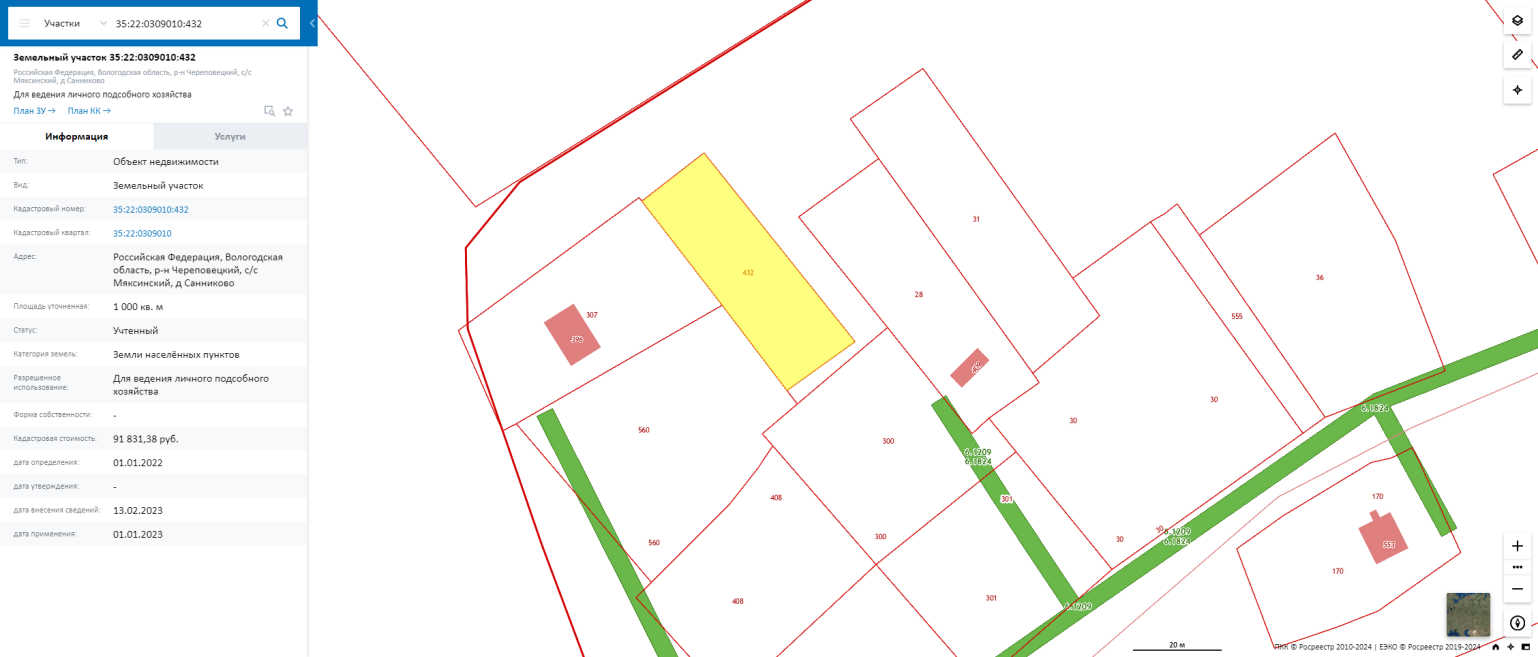 Участки
35:22:0309010:432
Земельный участок 35:22:0309010:432
Российская Федерация, Вологодская область, р-н Череповецкий, с/с
Мяксинский, д Санниково
Для ведения личного подсобного хозяйства
План ЗУ → План КК →
Информация Услуги
Тип: Объект недвижимости
Вид: Земельный участок
Кадастровый номер: 35:22:0309010:432
Кадастровый квартал: 35:22:0309010
Адрес: Российская Федерация, Вологодская
область, р-н Череповецкий, с/с
Мяксинский, д Санниково
Площадь уточненная: 1 000 кв. м
Статус: Учтенный
Категория земель: Земли населённых пунктов
Разрешенное
использование: Для ведения личного подсобного
хозяйства
Форма собственности: -
Кадастровая стоимость: 91 831,38 руб.
дата определения: 01.01.2022
дата утверждения: -
дата внесения сведений: 13.02.2023
дата применения: 01.01.2023
31
432
36
28
307
396
555
30
30
6.1824
560
300
6.1209
6.1824
408
301
170
560
300
30
30
6.1209
6.1824
553
170
408
301
6.1209
20 м
ПКК © Росреестр 2010-2024 | ЕЭКО © Росреестр 2019-2024